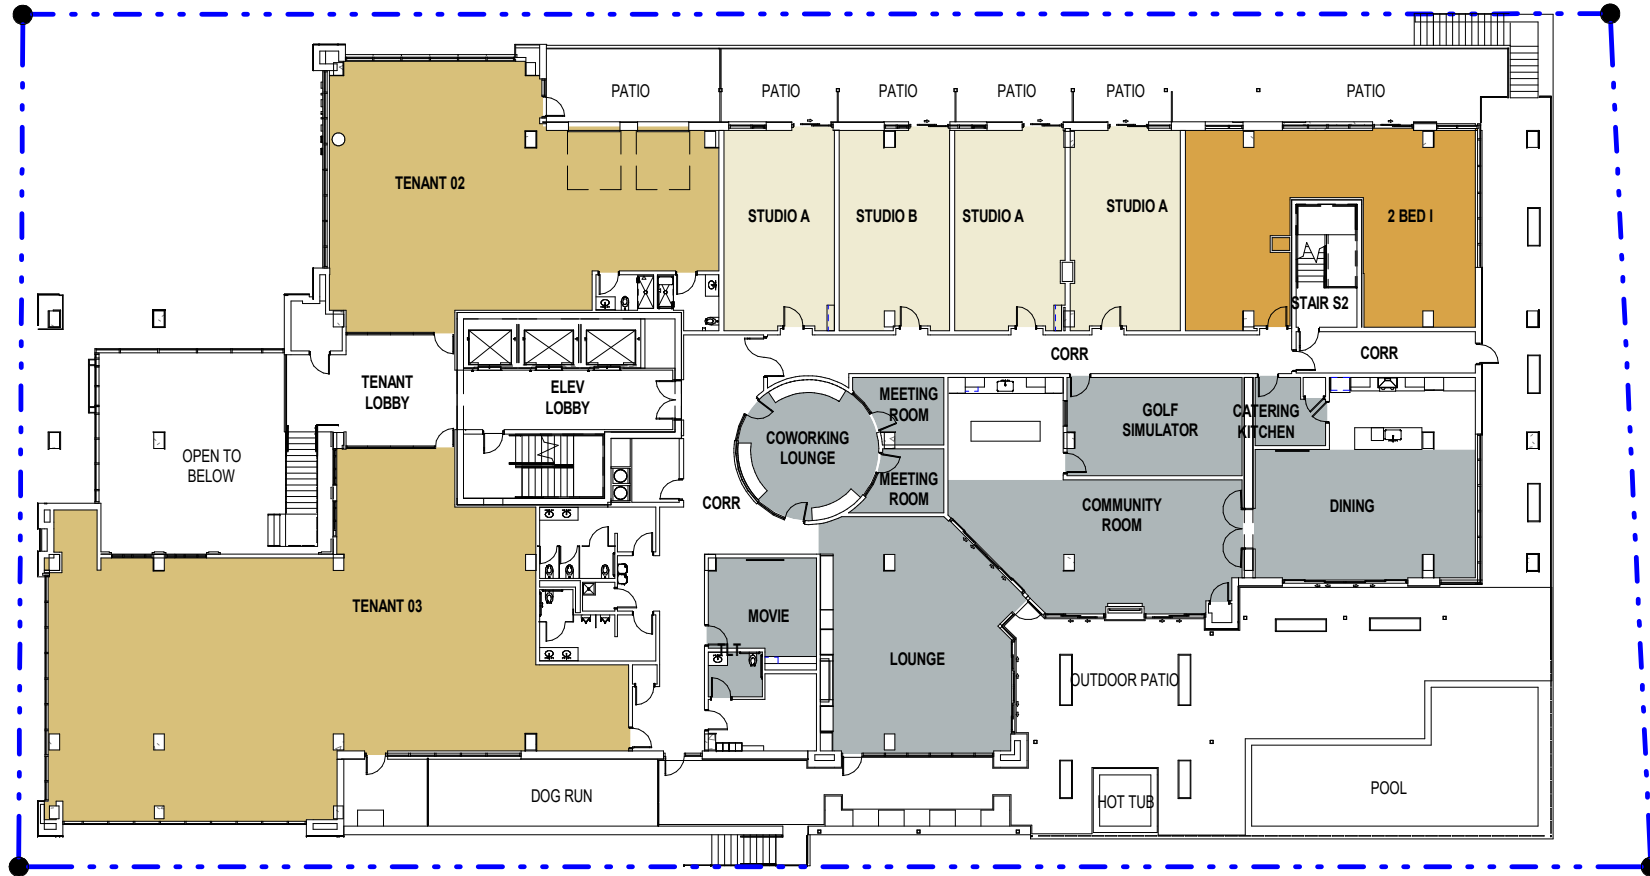 PATIO
PATIO
PATIO
PATIO
PATIO
PATIO
TENANT 02
STUDIO A
STUDIO B
STUDIO A
STUDIO A
2 BED I
STAIR S2
CORR
CORR
TENANT
LOBBY
ELEV
LOBBY
MEETING
ROOM
GOLF
SIMULATOR
CATERING
KITCHEN
COWORKING
LOUNGE
OPEN TO
BELOW
MEETING
ROOM
CORR
COMMUNITY
ROOM
DINING
TENANT 03
MOVIE
LOUNGE
OUTDOOR PATIO
DOG RUN
HOT TUB
POOL